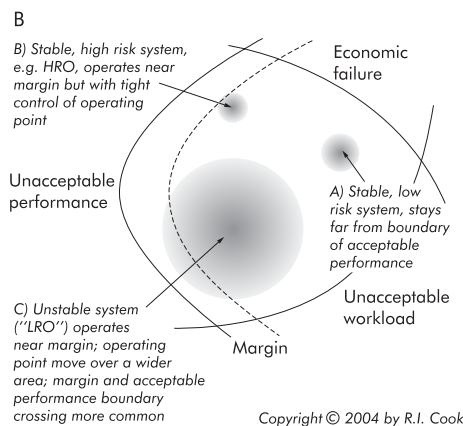 B
B) Stable, high risk system,
e.g. HRO, operates near
margin but with tight
control of operating
point
Economic
failure
Unacceptable
performance
A) Stable, low
risk system, stays
far from boundary
of acceptable
performance
Unacceptable
workload
C) Unstable system
(''LRO'') operates
near margin; operating
point move over a wider
area; margin and acceptable
performance boundary
crossing more common
Margin
Copyright © 2004 by R.I. Cook